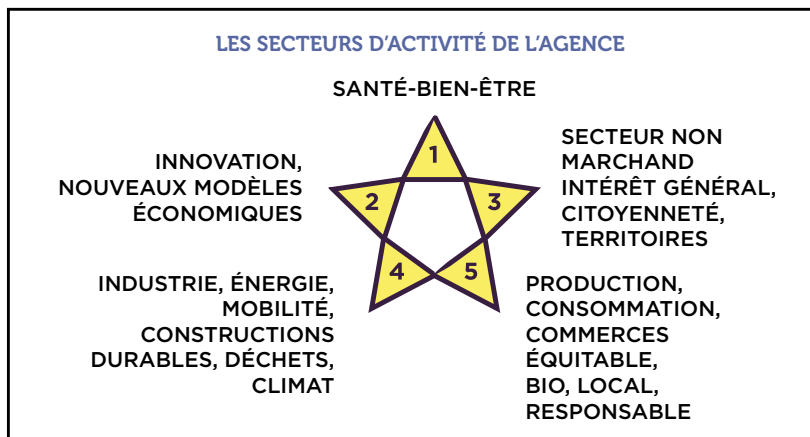 LES SECTEURS D'ACTIVITÉ DE L'AGENCE
SANTÉ-BIEN-ÊTRE
1
INNOVATION,
NOUVEAUX MODÈLES
ÉCONOMIQUES
2
3
SECTEUR NON
MARCHAND
INTÉRÊT GÉNÉRAL,
CITOYENNETÉ,
TERRITOIRES
INDUSTRIE, ÉNERGIE,
MOBILITÉ,
CONSTRUCTIONS
DURABLES, DÉCHETS,
CLIMAT
4
5
PRODUCTION,
CONSOMMATION,
COMMERCES
ÉQUITABLE,
BIO, LOCAL,
RESPONSABLE